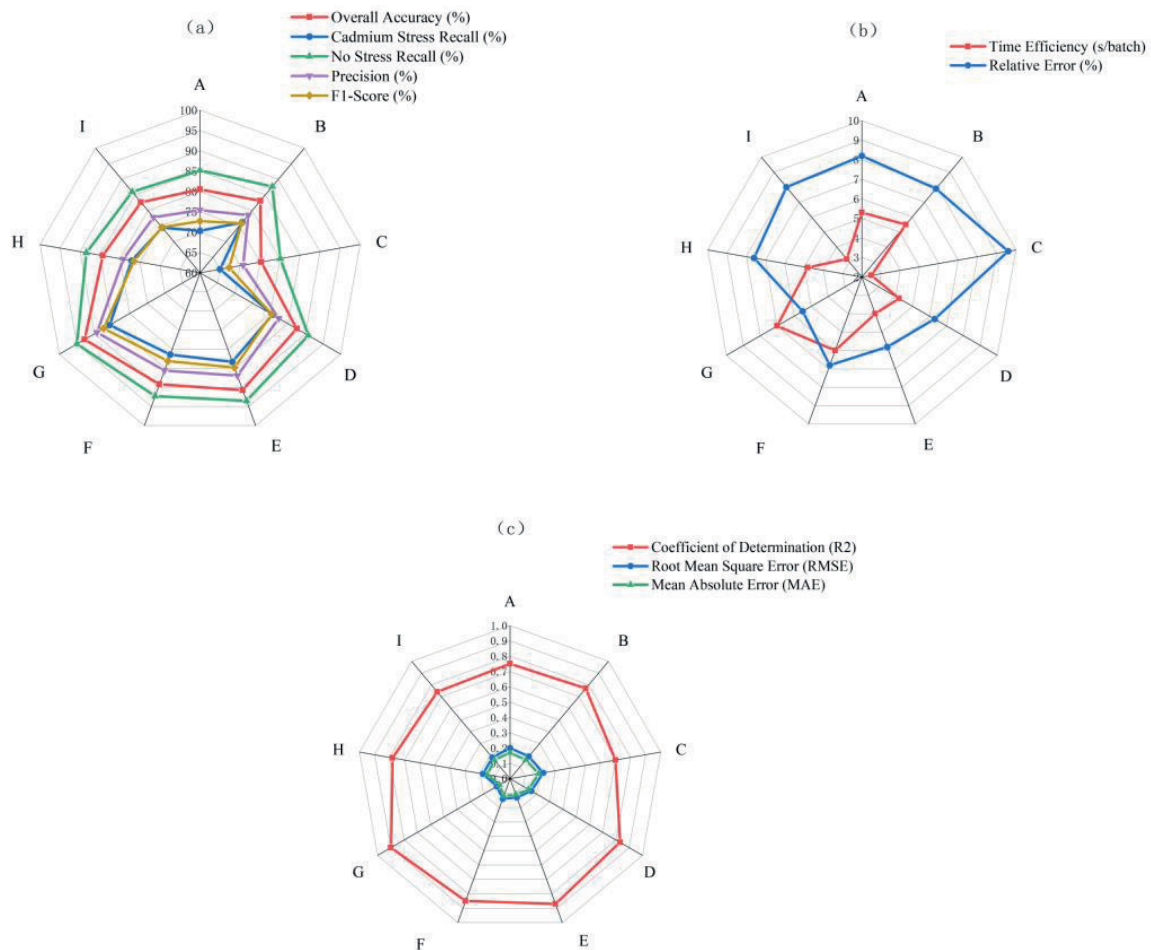 (a)
Overall Accuracy (%)
Cadmium Stress Recall (%)
No Stress Recall (%)
Precision (%)
F1-Score (%)
A
B
C
D
E
F
G
H
I
100
95
90
85
80
75
70
65
60
(b)
Time Efficiency (s/batch)
Relative Error (%)
A
B
C
D
E
F
G
H
I
10
9
8
7
6
5
4
3
2
(c)
Coefficient of Determination (R2)
Root Mean Square Error (RMSE)
Mean Absolute Error (MAE)
A
B
C
D
E
F
G
H
I
1.0
0.9
0.8
0.7
0.6
0.5
0.4
0.3
0.2
0.1
0.0